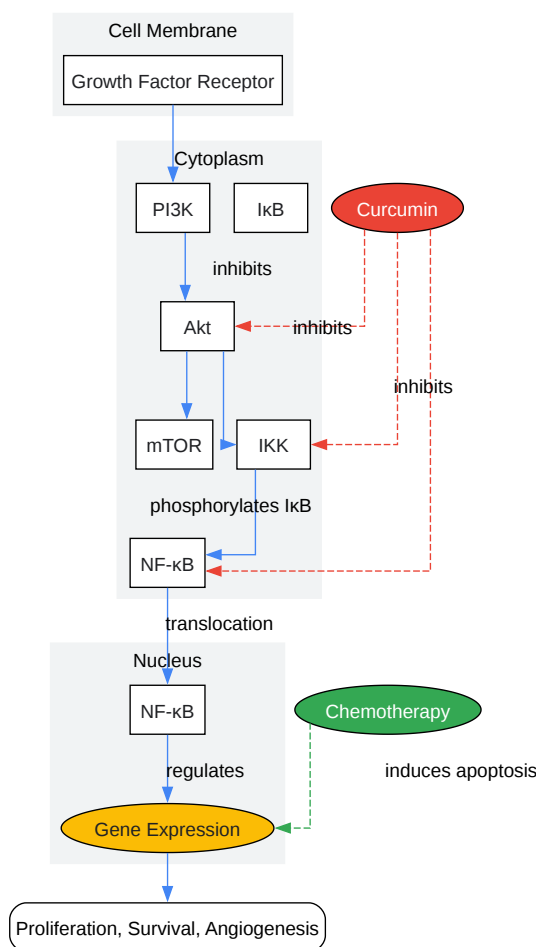 Cell Membrane
Growth Factor Receptor
Cytoplasm
PI3K
IκB
Curcumin
inhibits
Akt
inhibits
inhibits
mTOR
IKK
phosphorylates IκB
NF-κB
translocation
Nucleus
NF-κB
Chemotherapy
regulates
induces apoptosis
Gene Expression
Proliferation, Survival, Angiogenesis